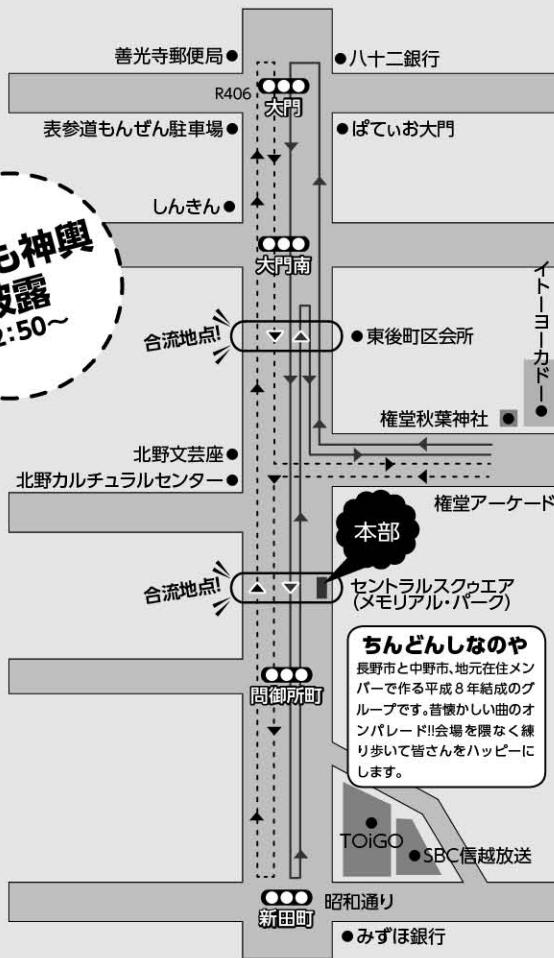 善光寺郵便局
八十二銀行
R406
大門
表参道もんぜん駐車場
ぱてぃお大門
しんきん
も神輿
披露
2:50～
大門南
イトーヨーカドー
合流地点!
東後町区会所
権堂秋葉神社
北野文芸座
北野カルチュラルセンター
権堂アーケード
本部
合流地点!
セントラルスクゥエア
(メモリアル・パーク)
ちんどんしなのや
長野市と中野市、地元在住メン
バーで作る平成8年結成のグ
ループです。昔懐かしい曲のオ
ンパレード!!会場を隈なく練
り歩いて皆さんをハッピーに
します。
問御所町
TOiGO
SBC信越放送
昭和通り
新田町
みずほ銀行